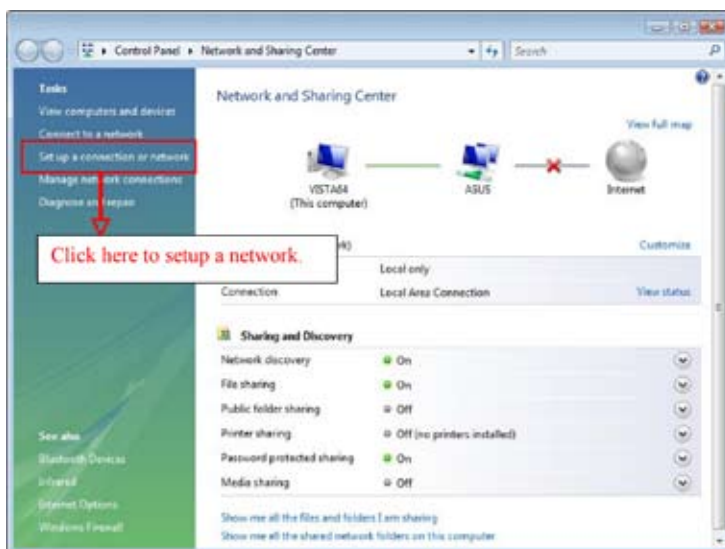 Control Panel ▸ Network and Sharing Center
Search
Tasks
View computers and devices
Connect to a network
Set up a connection or network
Manage network connections
Diagnose and repair
Network and Sharing Center
View full map
VISTA64
(This computer)
ASUS
Internet
Click here to setup a network.
Customize
Local only
Connection
Local Area Connection
View status
Sharing and Discovery
Network discovery
On
File sharing
On
Public folder sharing
Off
Printer sharing
Off (no printers installed)
Password protected sharing
On
Media sharing
Off
See also
Bluetooth Devices
Infrared
Internet Options
Windows Firewall
Show me all the files and folders I am sharing
Show me all the shared network folders on this computer